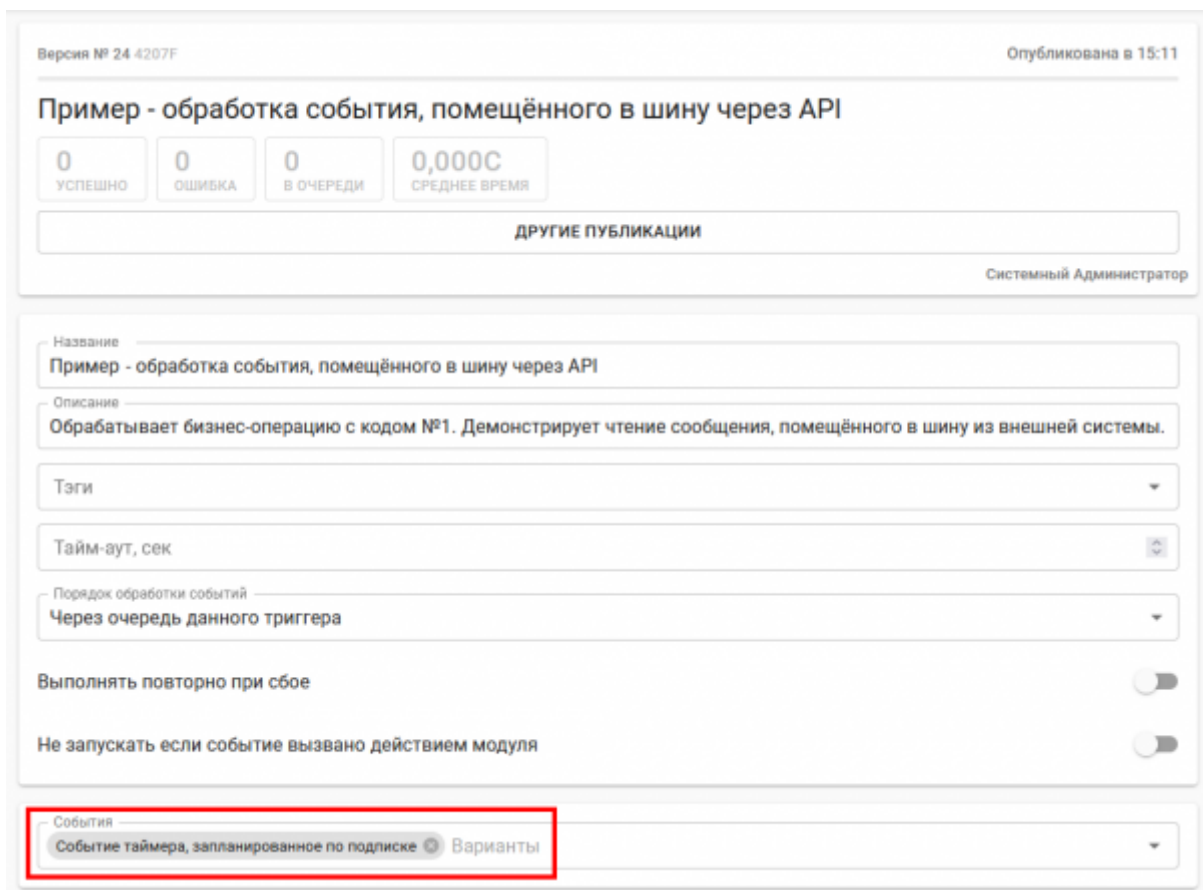 Версия № 24 4207F
Опубликована в 15:11
Пример - обработка события, помещённого в шину через API
0
УСПЕШНО
0
ОШИБКА
0
В ОЧЕРЕДИ
0,000С
СРЕДНЕЕ ВРЕМЯ
ДРУГИЕ ПУБЛИКАЦИИ
Системный Администратор
Название
Пример - обработка события, помещённого в шину через API
Описание
Обрабатывает бизнес-операцию с кодом №1. Демонстрирует чтение сообщения, помещённого в шину из внешней системы.
Тэги
Тайм-аут, сек
Порядок обработки событий
Через очередь данного триггера
Выполнять повторно при сбое
Не запускать если событие вызвано действием модуля
События
Событие таймера, запланированное по подписке Варианты